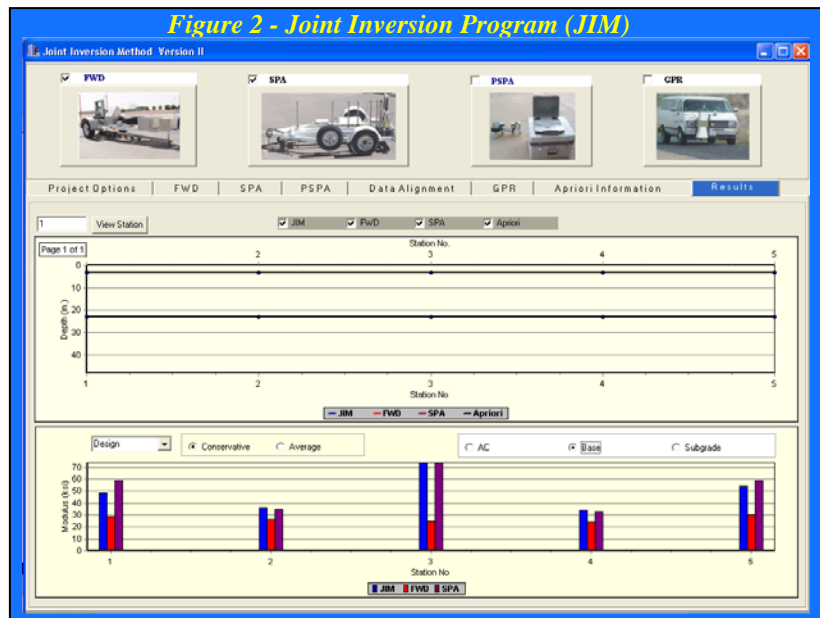 Figure 2 - Joint Inversion Program (JIM)
Joint Inversion Method Version II
FWD SPA PSPA GPR
Project Options FWD SPA PSPA Data Alignment GPR Apriori Information Results
1 View Station JIM FWD SPA Apriori
Page 1 of 1
Station No.
2 3 4 5
0
10
20
30
40
Depth (in.)
1 2 3 4 5
Station No
JIM FWD SPA Apriori
Design Conservative Average AC Base Subgrade
70
60
50
40
30
20
10
0
Modulus (ksi)
1 2 3 4 5
Station No
JIM FWD SPA